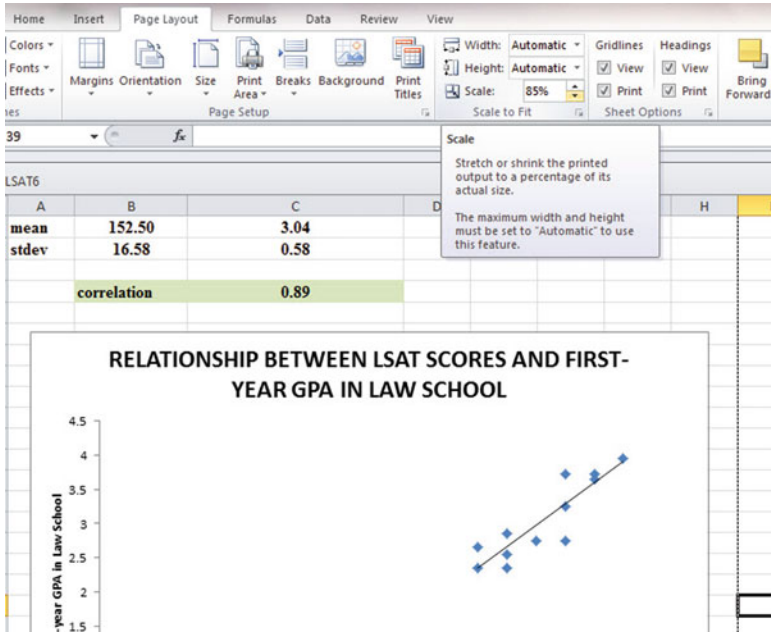 Home Insert Page Layout Formulas Data Review View
Colors Width: Automatic Gridlines Headings
Fonts Height: Automatic View View
Effects Margins Orientation Size Print Area Breaks Background Print Titles Scale: 85% Print Print Bring Forward
Page Setup Scale to Fit Sheet Options
39 fx
Scale
Stretch or shrink the printed
output to a percentage of its
actual size.
The maximum width and height
must be set to "Automatic" to use
this feature.
LSAT6
A B C D H
mean 152.50 3.04
stdev 16.58 0.58
correlation 0.89
RELATIONSHIP BETWEEN LSAT SCORES AND FIRST-
YEAR GPA IN LAW SCHOOL
4.5
4
3.5
3
2.5
2
1.5
-year GPA in Law School